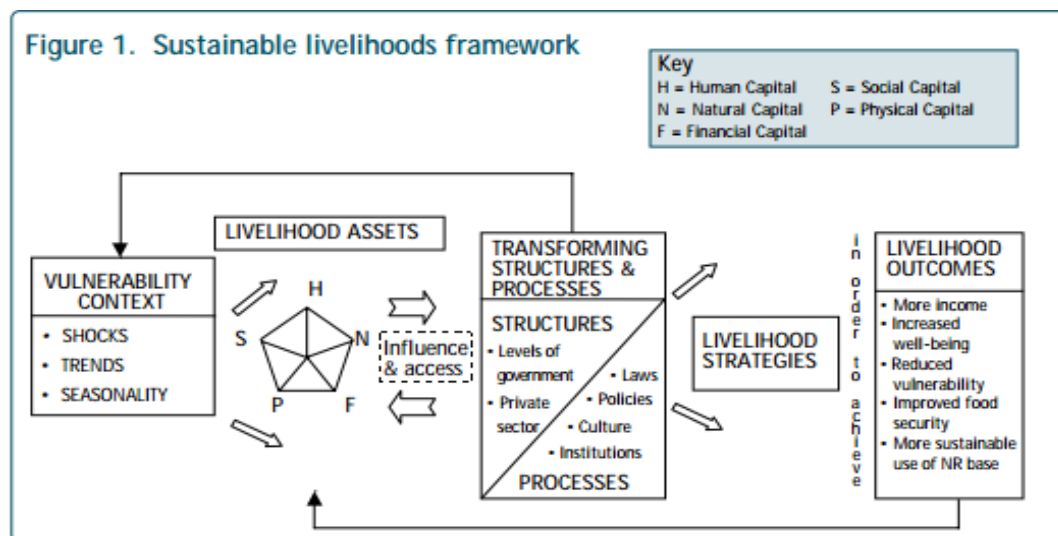 Figure 1. Sustainable livelihoods framework
Key
H = Human Capital S = Social Capital
N = Natural Capital P = Physical Capital
F = Financial Capital
LIVELIHOOD ASSETS
VULNERABILITY
CONTEXT
• SHOCKS
• TRENDS
• SEASONALITY
H
S
N
P
F
Influence
& access
TRANSFORMING
STRUCTURES &
PROCESSES
STRUCTURES
• Levels of
government
• Private
sector
• Laws
• Policies
• Culture
• Institutions
PROCESSES
LIVELIHOOD
STRATEGIES
in order to achieve
LIVELIHOOD
OUTCOMES
• More income
• Increased
well-being
• Reduced
vulnerability
• Improved food
security
• More sustainable
use of NR base